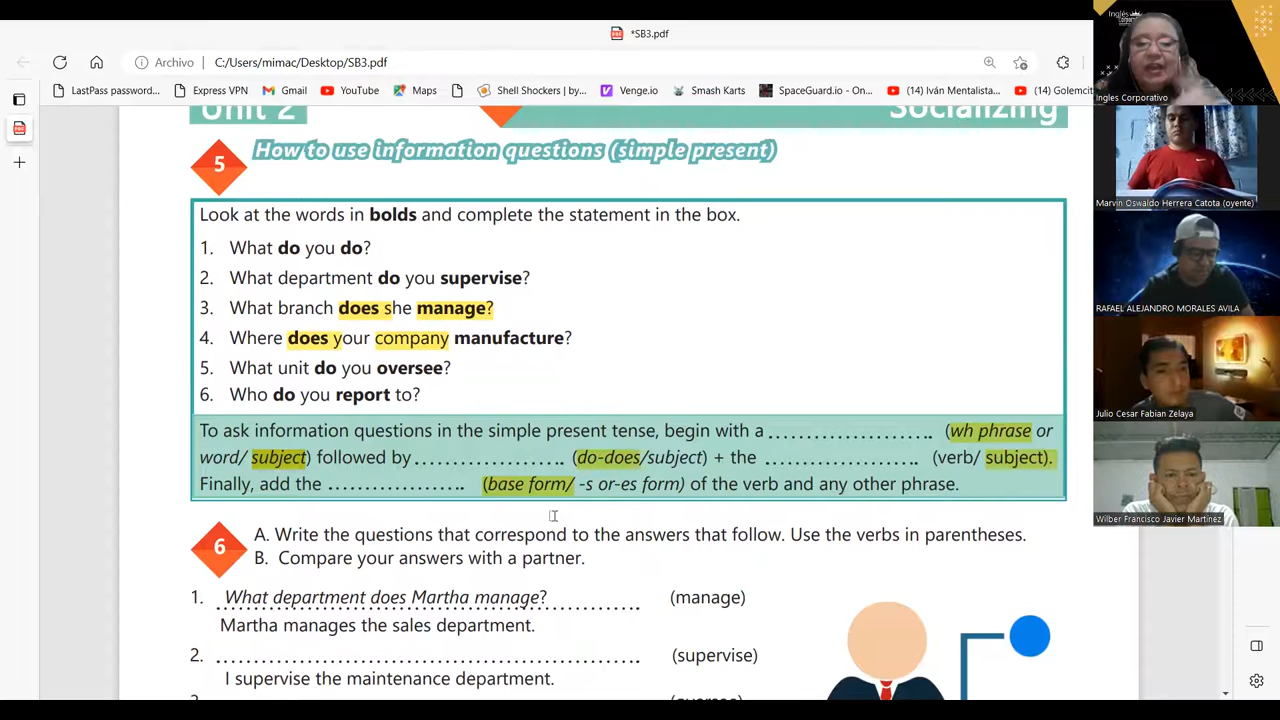 *SB3.pdf
Archivo C:/Users/mimac/Desktop/SB3.pdf
LastPass password... Express VPN Gmail YouTube Maps Shell Shockers | by... Venge.io Smash Karts SpaceGuard.io - On... (14) Iván Mentalista... (14) Golemcit
Unit 2 Socializing
5 How to use information questions (simple present)
Look at the words in bolds and complete the statement in the box.
1. What do you do?
2. What department do you supervise?
3. What branch does she manage?
4. Where does your company manufacture?
5. What unit do you oversee?
6. Who do you report to?
To ask information questions in the simple present tense, begin with a ...................... (wh phrase or
word/ subject) followed by .................... (do-does/subject) + the .................... (verb/ subject).
Finally, add the .................. (base form/ -s or-es form) of the verb and any other phrase.
6 A. Write the questions that correspond to the answers that follow. Use the verbs in parentheses.
B. Compare your answers with a partner.
1. What department does Martha manage? (manage)
Martha manages the sales department.
2. ............................................................ (supervise)
I supervise the maintenance department.
Inglés
Corporativo
Ingles Corporativo
Marvin Oswaldo Herrera Catota (oyente)
RAFAEL ALEJANDRO MORALES AVILA
Julio Cesar Fabian Zelaya
Wilber Francisco Javier Martinez